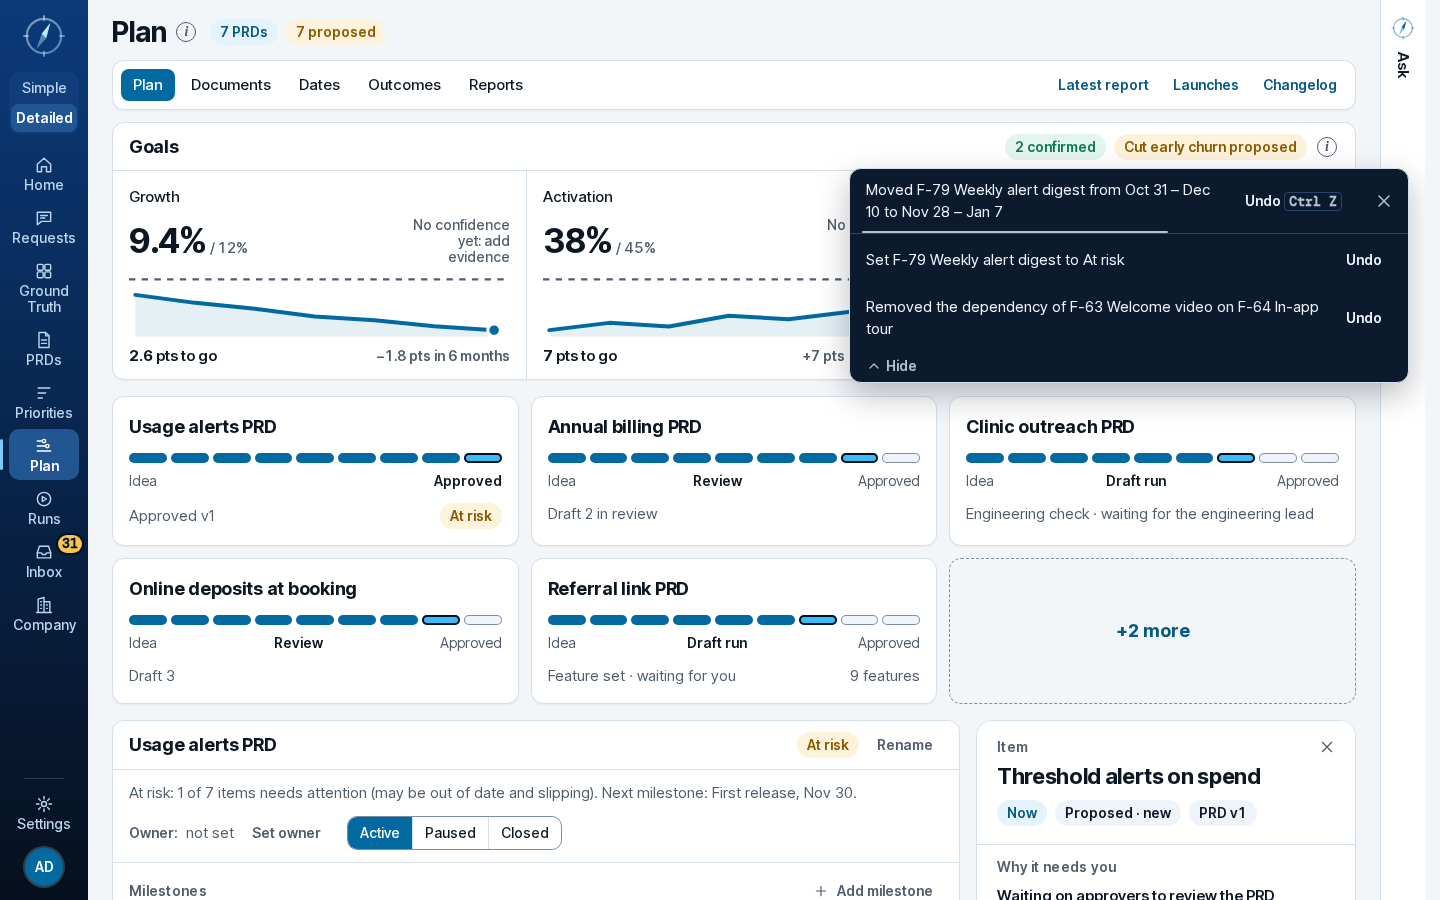 Simple
Detailed
Home
Requests
Ground
Truth
PRDs
Priorities
Plan
Runs
31
Inbox
Company
Settings
AD
Plan
i
7 PRDs
7 proposed
Plan
Documents
Dates
Outcomes
Reports
Latest report
Launches
Changelog
Goals
2 confirmed
Cut early churn proposed
i
Growth
9.4% / 12%
No confidence
yet: add
evidence
2.6 pts to go
−1.8 pts in 6 months
Activation
38% / 45%
No
7 pts to go
+7 pts
Moved F-79 Weekly alert digest from Oct 31 – Dec
10 to Nov 28 – Jan 7
Undo Ctrl Z
Set F-79 Weekly alert digest to At risk
Undo
Removed the dependency of F-63 Welcome video on F-64 In-app
tour
Undo
Hide
Usage alerts PRD
Idea
Approved
Approved v1
At risk
Annual billing PRD
Idea
Review
Approved
Draft 2 in review
Clinic outreach PRD
Idea
Draft run
Approved
Engineering check · waiting for the engineering lead
Online deposits at booking
Idea
Review
Approved
Draft 3
Referral link PRD
Idea
Draft run
Approved
Feature set · waiting for you
9 features
+2 more
Usage alerts PRD
At risk
Rename
At risk: 1 of 7 items needs attention (may be out of date and slipping). Next milestone: First release, Nov 30.
Owner: not set
Set owner
Active
Paused
Closed
Milestones
Add milestone
Item
Threshold alerts on spend
Now
Proposed · new
PRD v1
Why it needs you
Waiting on approvers to review the PRD
Ask